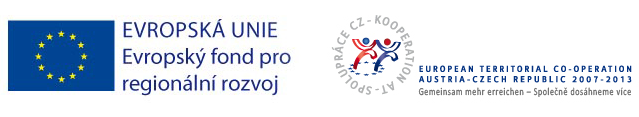 EVROPSKÁ UNIE
Evropský fond pro
regionální rozvoj
SPOLUPRÁCE CZ - KOOPERATION AT -
EUROPEAN TERRITORIAL CO-OPERATION
AUSTRIA-CZECH REPUBLIC 2007-2013
Gemeinsam mehr erreichen – Společně dosáhneme více